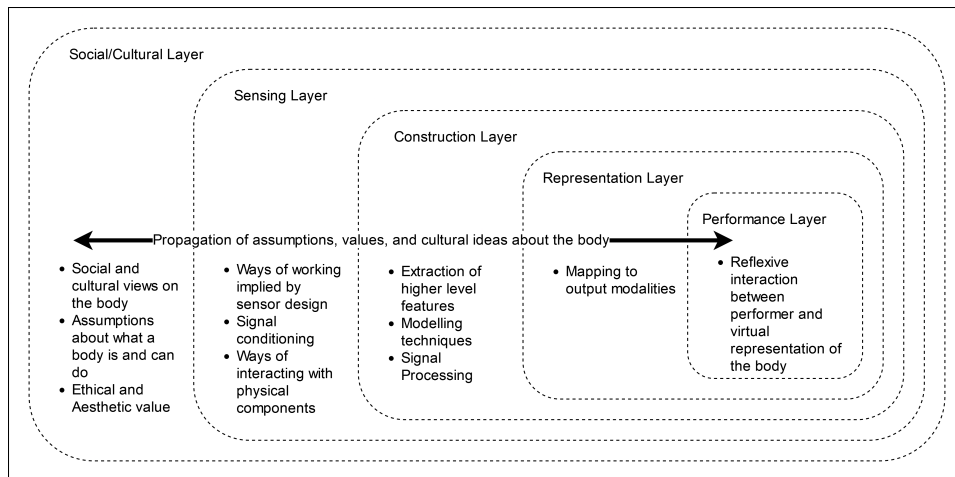 Social/Cultural Layer
Sensing Layer
Construction Layer
Representation Layer
Performance Layer
Propagation of assumptions, values, and cultural ideas about the body
• Social and
cultural views on
the body
• Assumptions
about what a
body is and can
do
• Ethical and
Aesthetic value
• Ways of working
implied by
sensor design
• Signal
conditioning
• Ways of
interacting with
physical
components
• Extraction of
higher level
features
• Modelling
techniques
• Signal
Processing
• Mapping to
output modalities
• Reflexive
interaction
between
performer and
virtual
representation of
the body